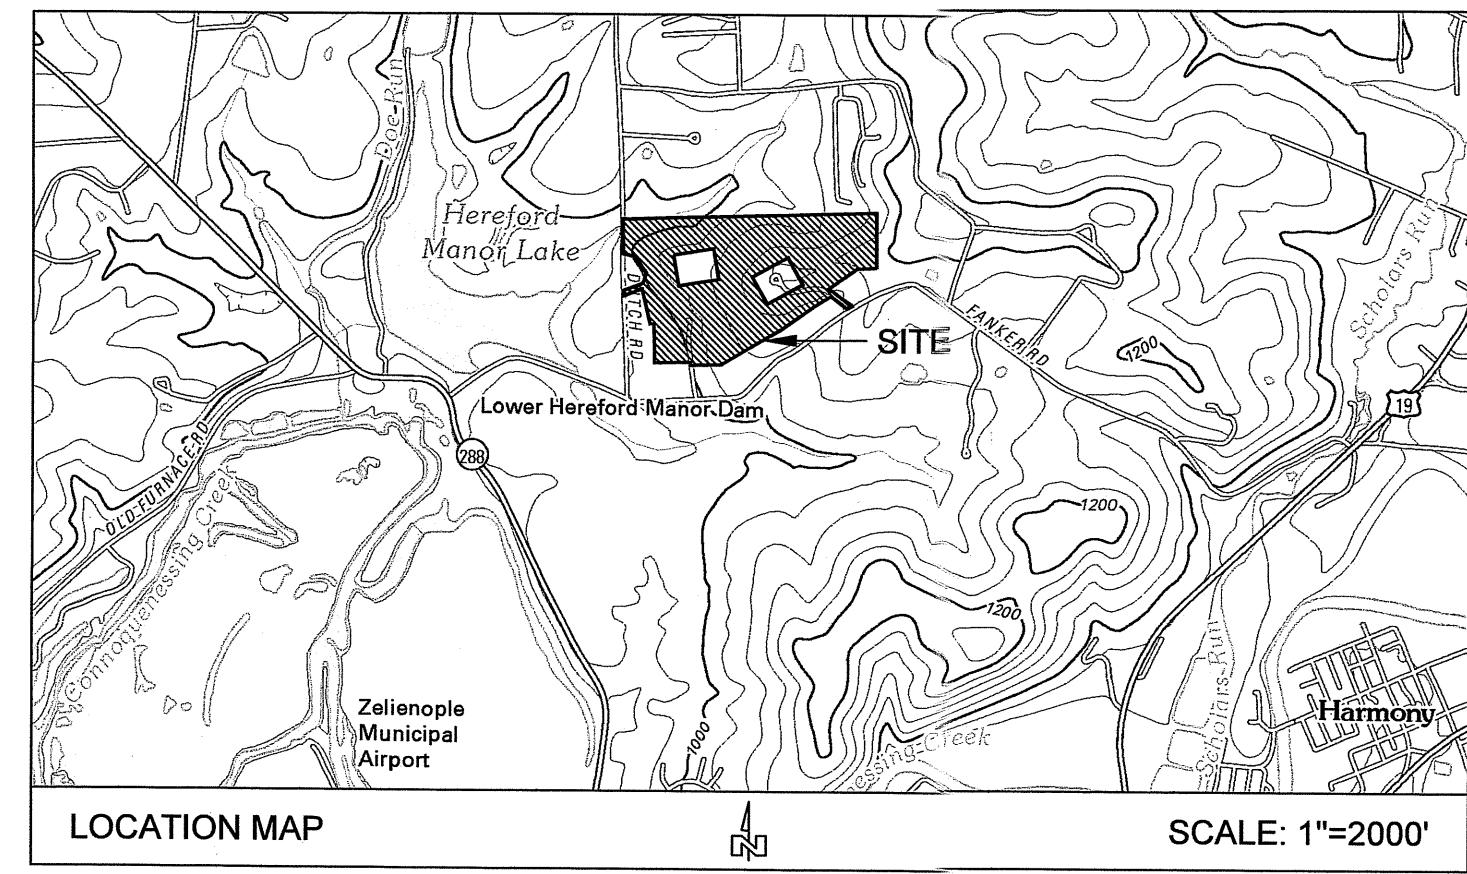 Doe Run
Hereford
Manor Lake
DUTCH RD
SITE
FANKER RD
1200
Scholars Run
19
Lower Hereford Manor Dam
288
OLD FURNACE RD
Connoquenessing Creek
1200
1200
Zelienople
Municipal
Airport
1000
nessing Creek
Scholars Run
Harmony
LOCATION MAP
N
SCALE: 1"=2000'